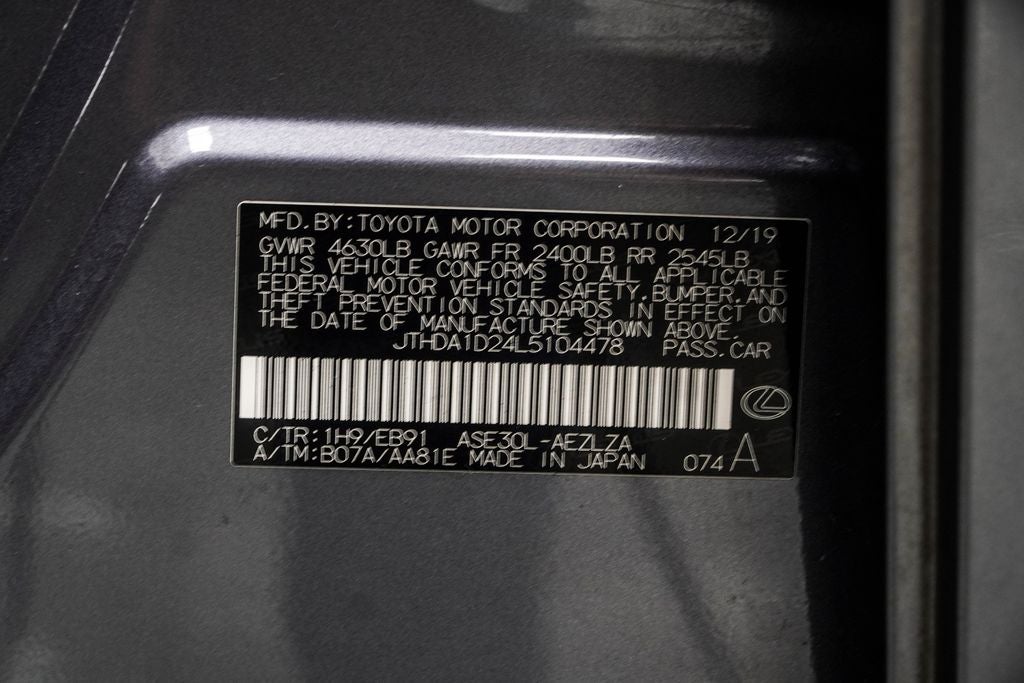 MFD.BY:TOYOTA MOTOR CORPORATION 12/19
GVWR 4630LB GAWR FR 2400LB RR 2545LB
THIS VEHICLE CONFORMS TO ALL APPLICABLE
FEDERAL MOTOR VEHICLE SAFETY,BUMPER,AND
THEFT PREVENTION STANDARDS IN EFFECT ON
THE DATE OF MANUFACTURE SHOWN ABOVE.
JTHDA1D24L5104478 PASS.CAR
C/TR:1H9/EB91 ASE30L-AEZLZA
A/TM:B07A/AA81E MADE IN JAPAN 074 A